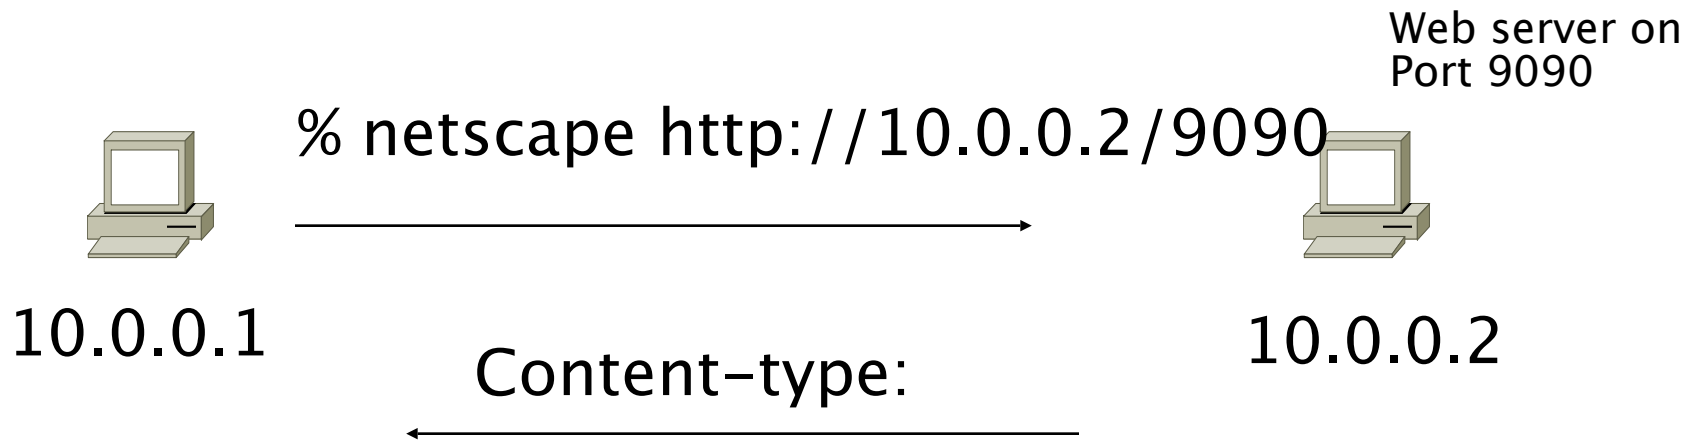 Web server on
Port 9090
% netscape http://10.0.0.2/9090
10.0.0.1
10.0.0.2
Content-type: